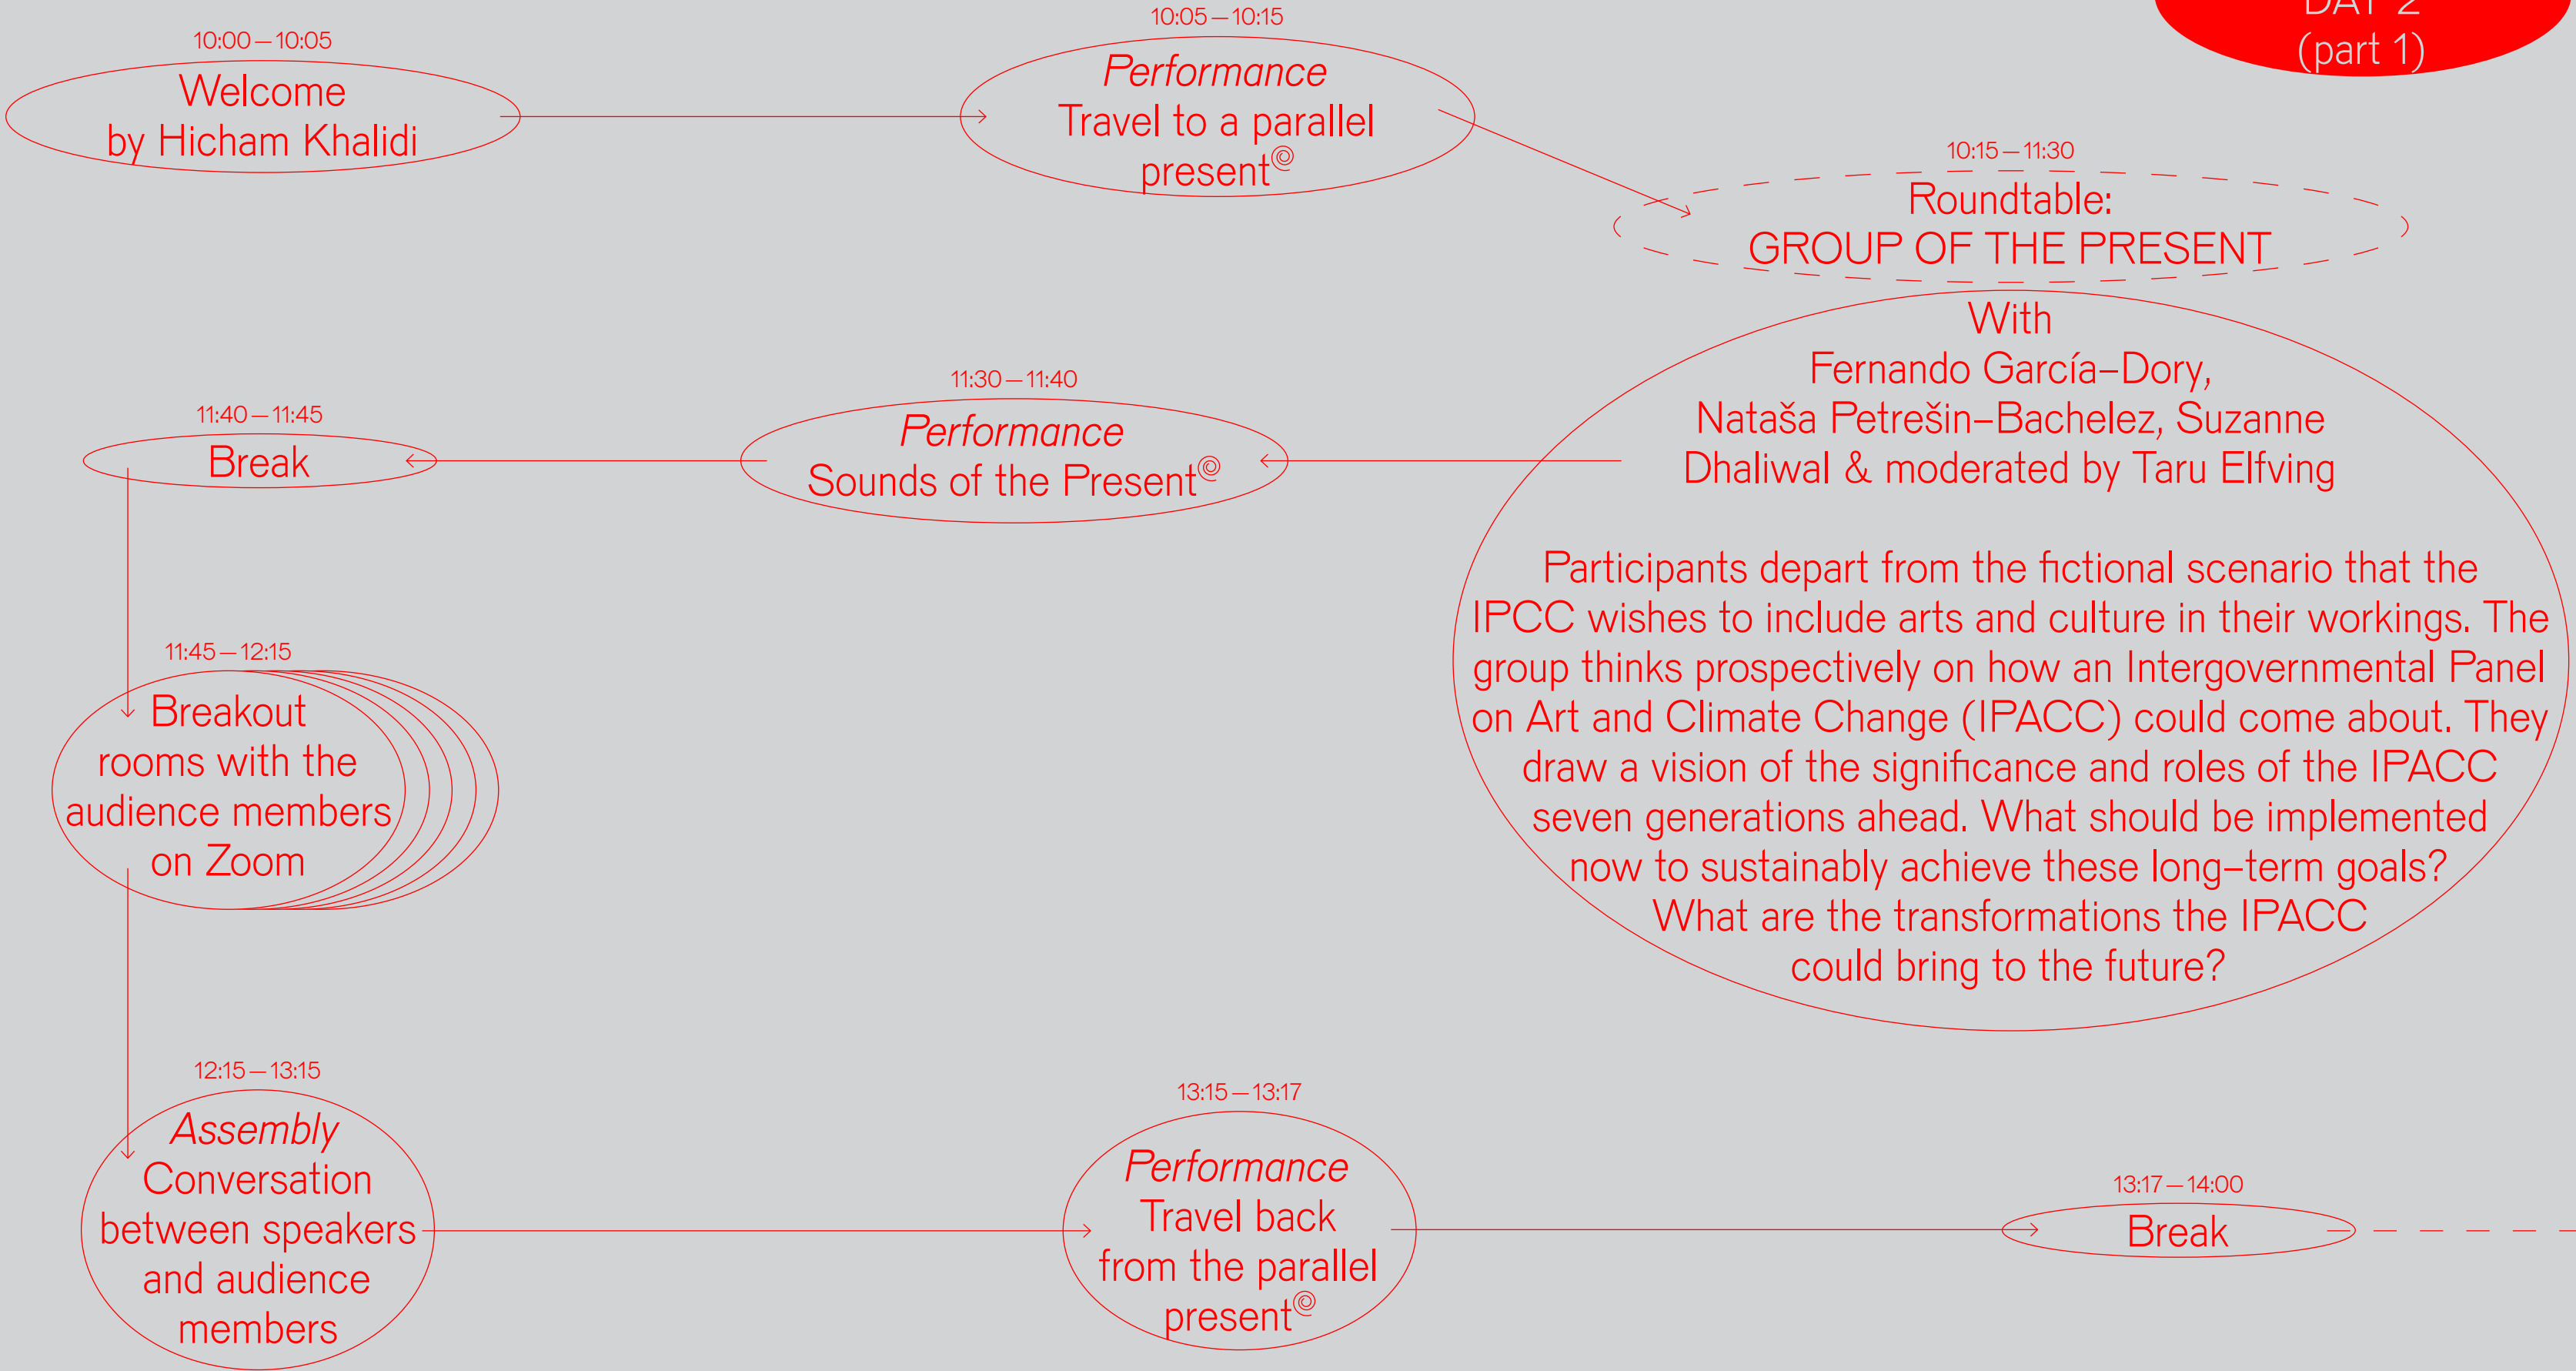 DAY 2
(part 1)
10:00 — 10:05
Welcome
by Hicham Khalidi
10:05 — 10:15
Performance
Travel to a parallel
present
10:15 — 11:30
Roundtable:
GROUP OF THE PRESENT
With
Fernando García–Dory,
Nataša Petrešin–Bachelez, Suzanne
Dhaliwal & moderated by Taru Elfving
Participants depart from the fictional scenario that the
IPCC wishes to include arts and culture in their workings. The
group thinks prospectively on how an Intergovernmental Panel
on Art and Climate Change (IPACC) could come about. They
draw a vision of the significance and roles of the IPACC
seven generations ahead. What should be implemented
now to sustainably achieve these long–term goals?
What are the transformations the IPACC
could bring to the future?
11:30 — 11:40
Performance
Sounds of the Present
11:40 — 11:45
Break
11:45 — 12:15
Breakout
rooms with the
audience members
on Zoom
12:15 — 13:15
Assembly
Conversation
between speakers
and audience
members
13:15 — 13:17
Performance
Travel back
from the parallel
present
13:17 — 14:00
Break